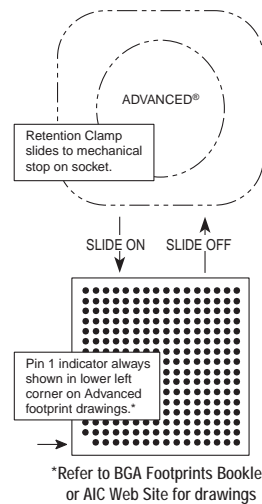 ADVANCED®
Retention Clamp
slides to mechanical
stop on socket.
SLIDE ON SLIDE OFF
Pin 1 indicator always
shown in lower left
corner on Advanced
footprint drawings.*
*Refer to BGA Footprints Bookle
or AIC Web Site for drawings